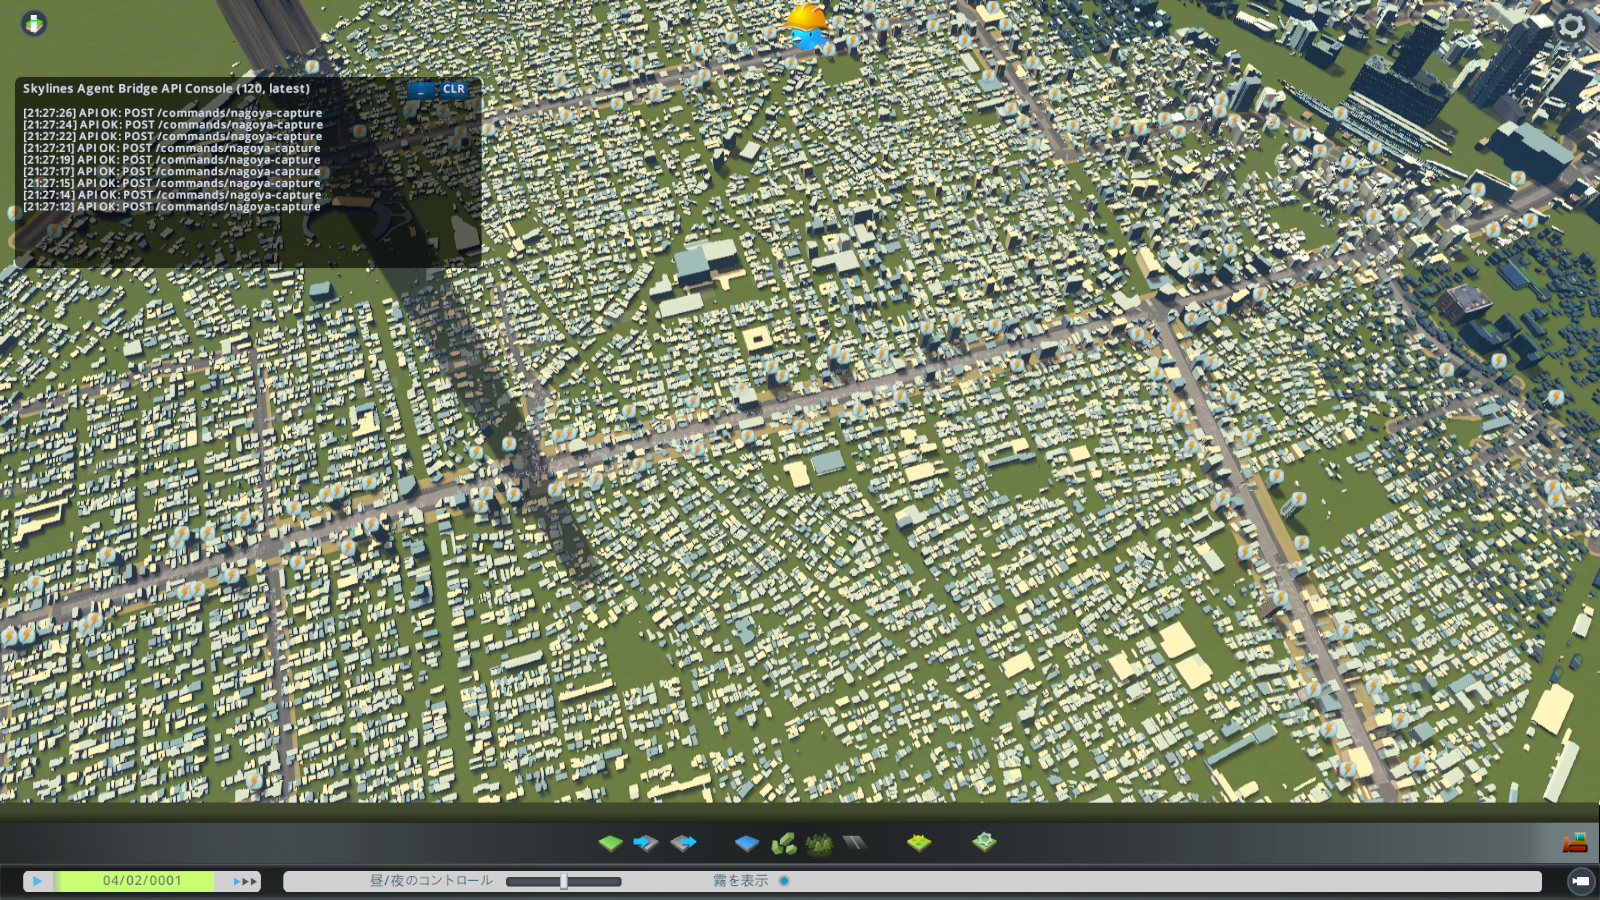 Skylines Agent Bridge API Console (120, latest)
_ CLR
[21:27:26] API OK: POST /commands/nagoya-capture
[21:27:24] API OK: POST /commands/nagoya-capture
[21:27:22] API OK: POST /commands/nagoya-capture
[21:27:21] API OK: POST /commands/nagoya-capture
[21:27:19] API OK: POST /commands/nagoya-capture
[21:27:17] API OK: POST /commands/nagoya-capture
[21:27:15] API OK: POST /commands/nagoya-capture
[21:27:14] API OK: POST /commands/nagoya-capture
[21:27:12] API OK: POST /commands/nagoya-capture
04/02/0001
昼/夜のコントロール
霧を表示